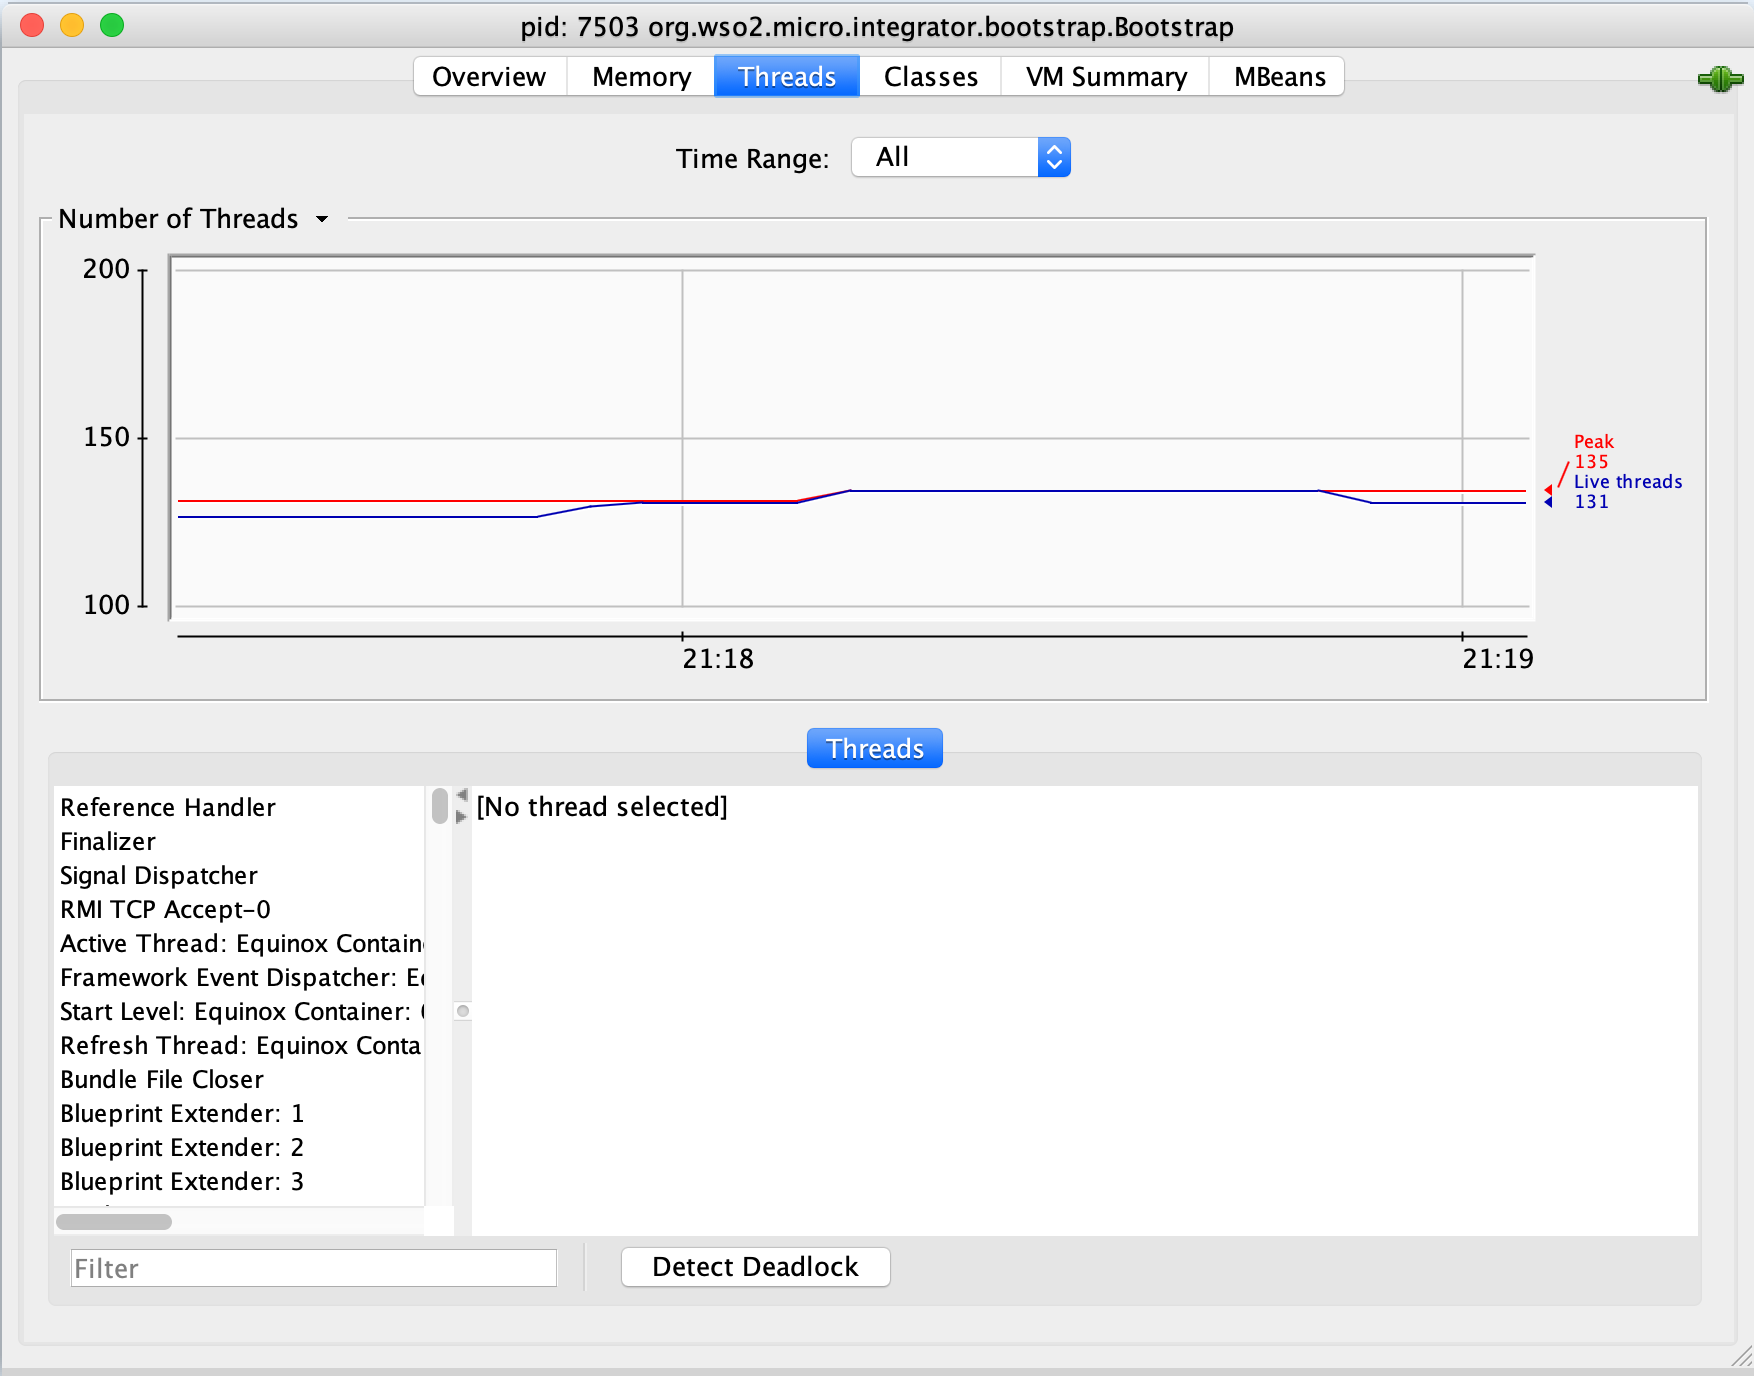 pid: 7503 org.wso2.micro.integrator.bootstrap.Bootstrap
Overview Memory Threads Classes VM Summary MBeans
Time Range: All
Number of Threads
200
150
100
Peak
135
Live threads
131
21:18 21:19
Threads
Reference Handler
Finalizer
Signal Dispatcher
RMI TCP Accept-0
Active Thread: Equinox Contain
Framework Event Dispatcher:
Start Level: Equinox Container:
Refresh Thread: Equinox Conta
Bundle File Closer
Blueprint Extender: 1
Blueprint Extender: 2
Blueprint Extender: 3
[No thread selected]
Filter
Detect Deadlock